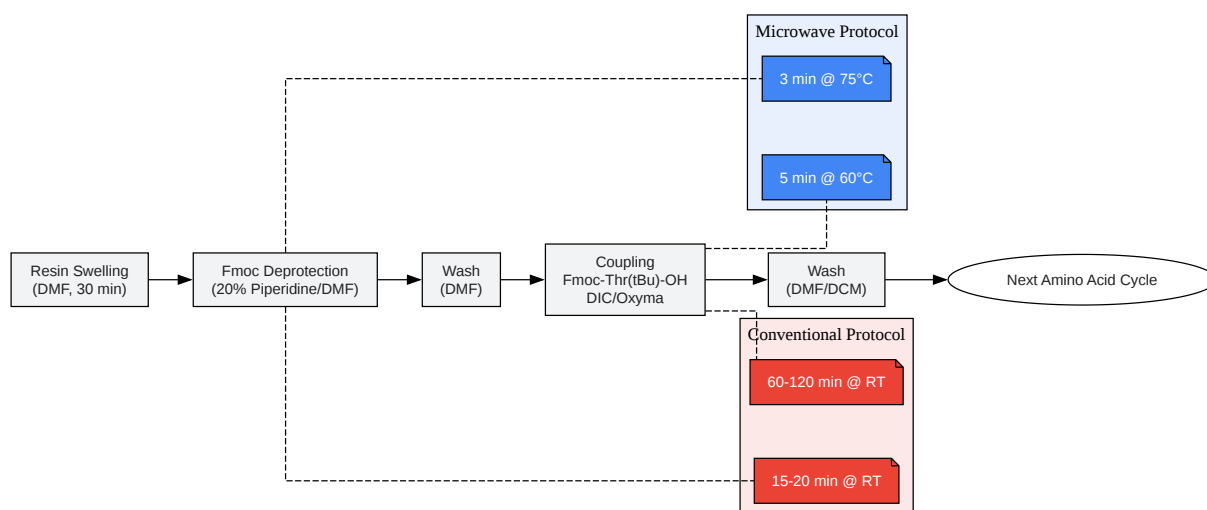 Microwave Protocol
3 min @ 75°C
5 min @ 60°C
Resin Swelling
(DMF, 30 min)
Fmoc Deprotection
(20% Piperidine/DMF)
Wash
(DMF)
Coupling
Fmoc-Thr(tBu)-OH
DIC/Oxyma
Wash
(DMF/DCM)
Next Amino Acid Cycle
Conventional Protocol
60-120 min @ RT
15-20 min @ RT